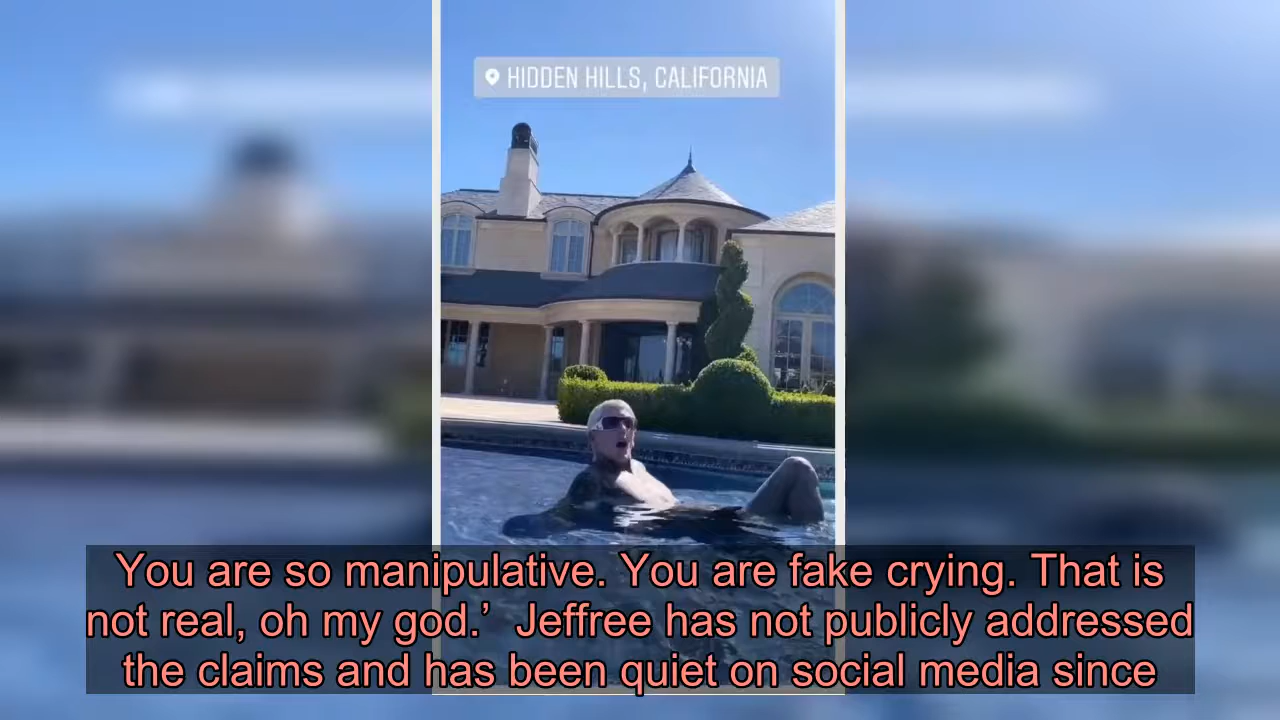 HIDDEN HILLS, CALIFORNIA
You are so manipulative. You are fake crying. That is
not real, oh my god.’  Jeffree has not publicly addressed
the claims and has been quiet on social media since